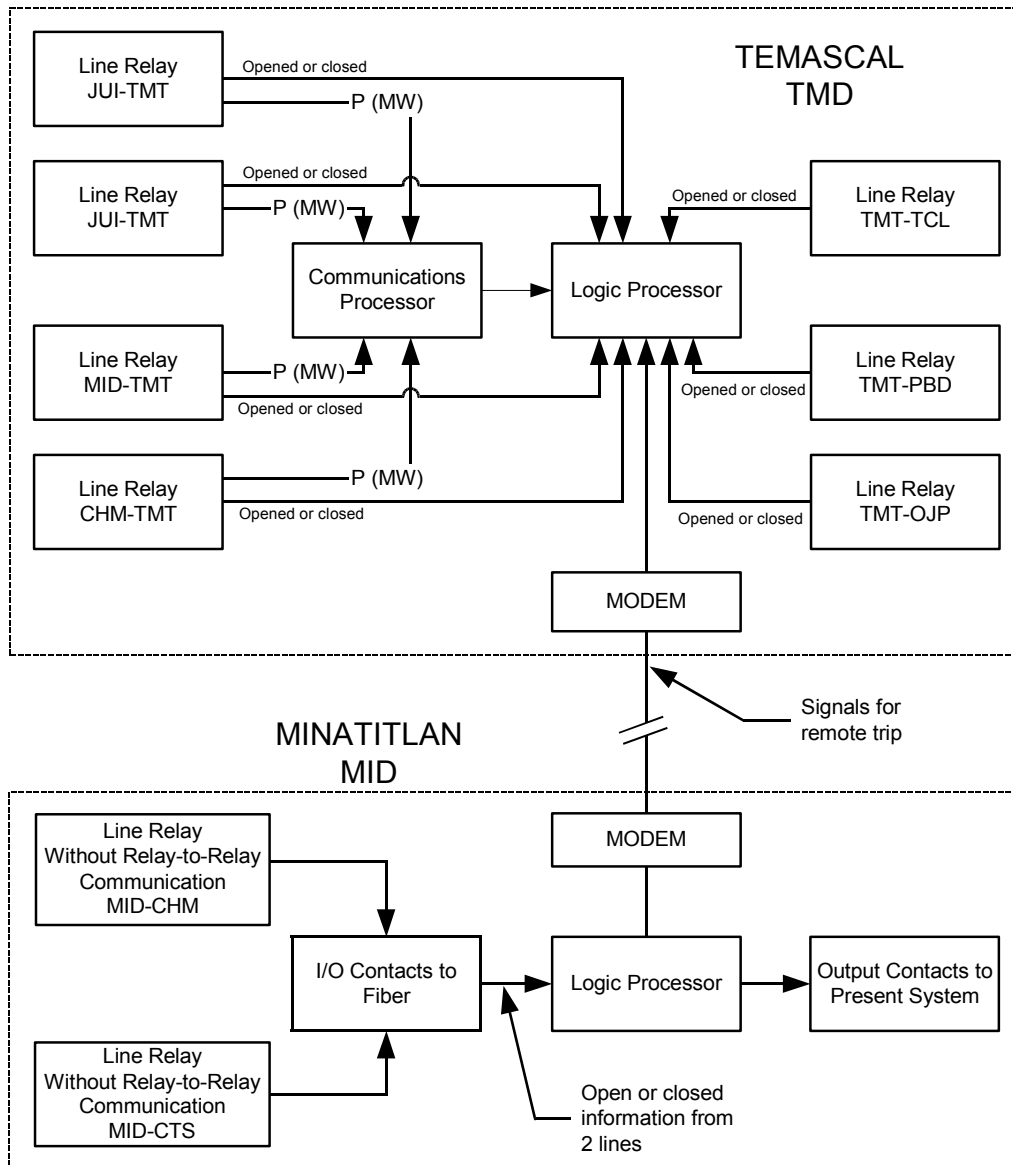 TEMASCAL
TMD
Line Relay
JUI-TMT
Opened or closed
P (MW)
Line Relay
JUI-TMT
Opened or closed
P (MW)
Opened or closed
Line Relay
TMT-TCL
Communications
Processor
Logic Processor
Line Relay
MID-TMT
P (MW)
Opened or closed
Opened or closed
Line Relay
TMT-PBD
Line Relay
CHM-TMT
P (MW)
Opened or closed
Opened or closed
Line Relay
TMT-OJP
MODEM
Signals for
remote trip
MINATITLAN
MID
Line Relay
Without Relay-to-Relay
Communication
MID-CHM
MODEM
I/O Contacts to
Fiber
Logic Processor
Output Contacts to
Present System
Line Relay
Without Relay-to-Relay
Communication
MID-CTS
Open or closed
information from
2 lines